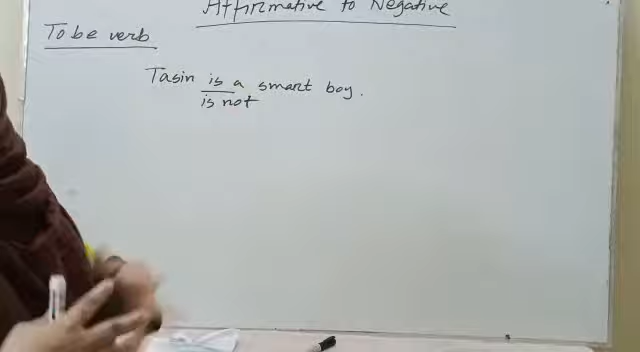 Affirmative to Negative
To be verb
Tasin is a smart boy.
is not